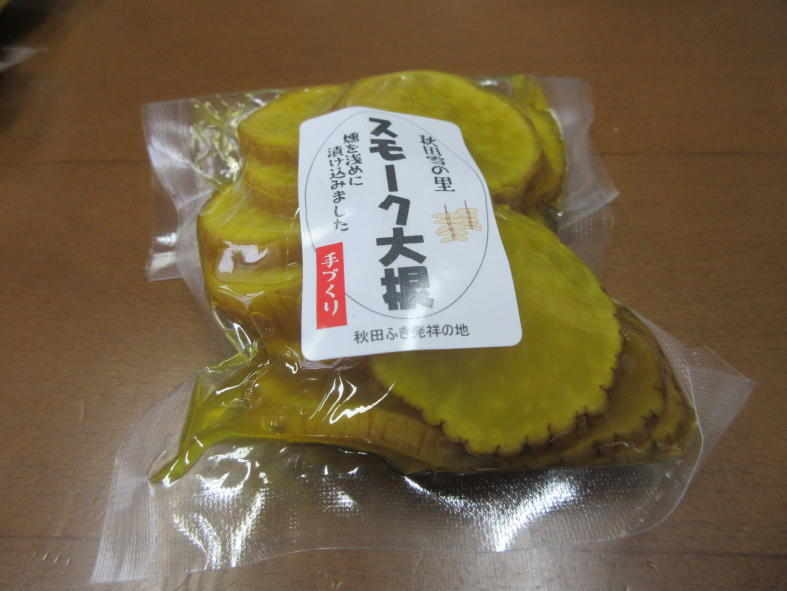 秋田雪の里
スモーク大根
燻を浅めに
漬け込みました
手づくり
秋田ふき発祥の地